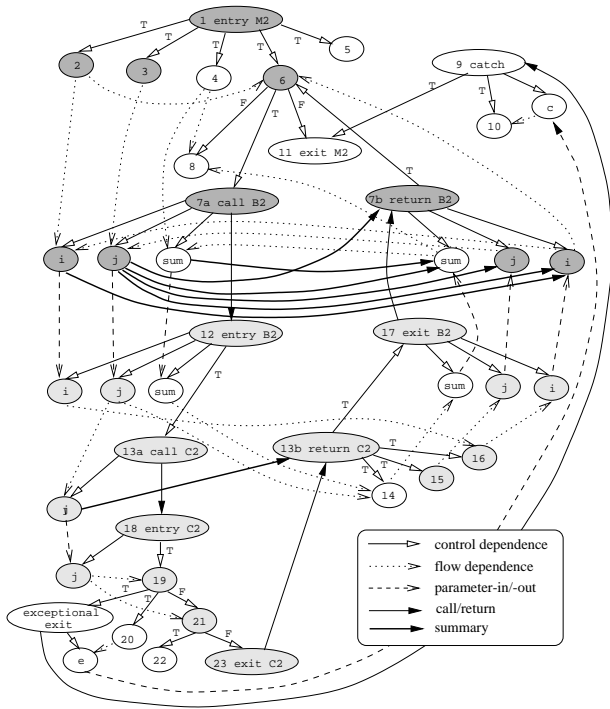 1 entry M2
T
T
T
T
T
5
2
3
4
6
9 catch
T
T
c
10
F
T
F
11 exit M2
8
T
7a call B2
7b return B2
i
j
sum
sum
j
i
12 entry B2
17 exit B2
T
i
j
sum
sum
j
i
T
13a call C2
13b return C2
T
T
T
T
16
15
14
j
18 entry C2
T
j
19
T
T
F
exceptional
exit
20
21
T
F
e
22
23 exit C2
control dependence
flow dependence
parameter-in/-out
call/return
summary